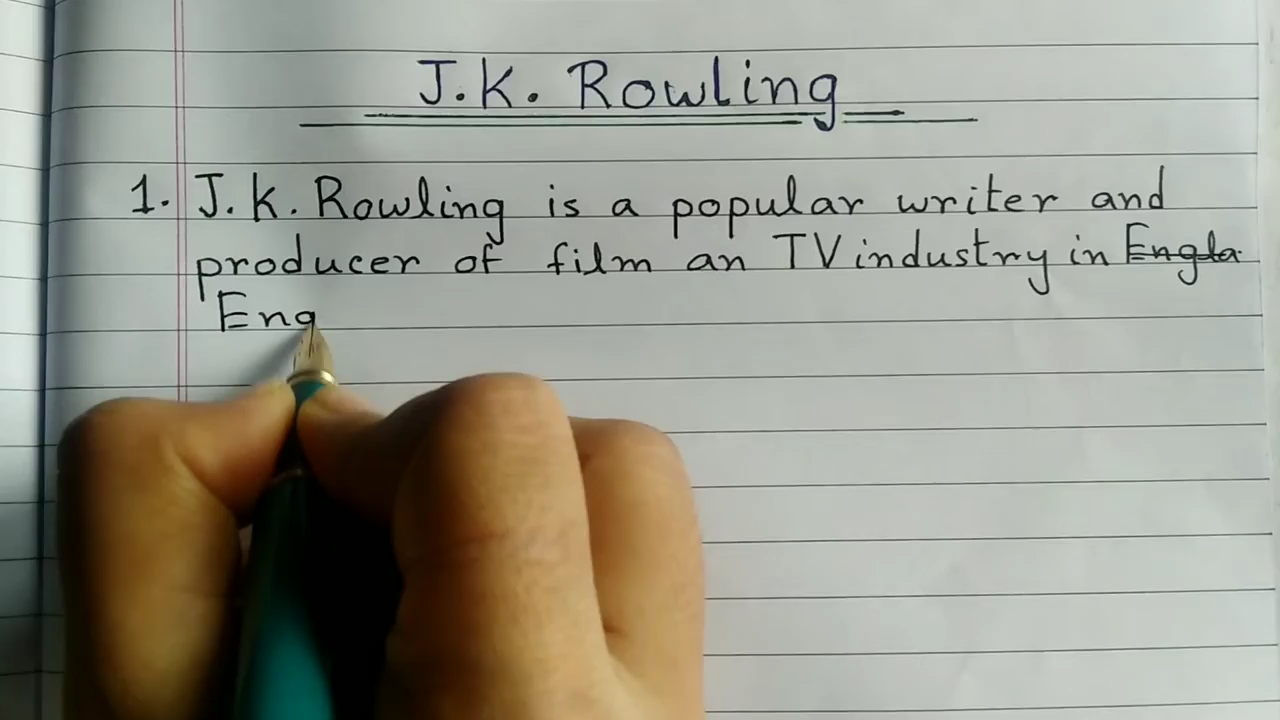 J.K. Rowling
1. J.K. Rowling is a popular writer and
producer of film an TV industry in Engla
Eng